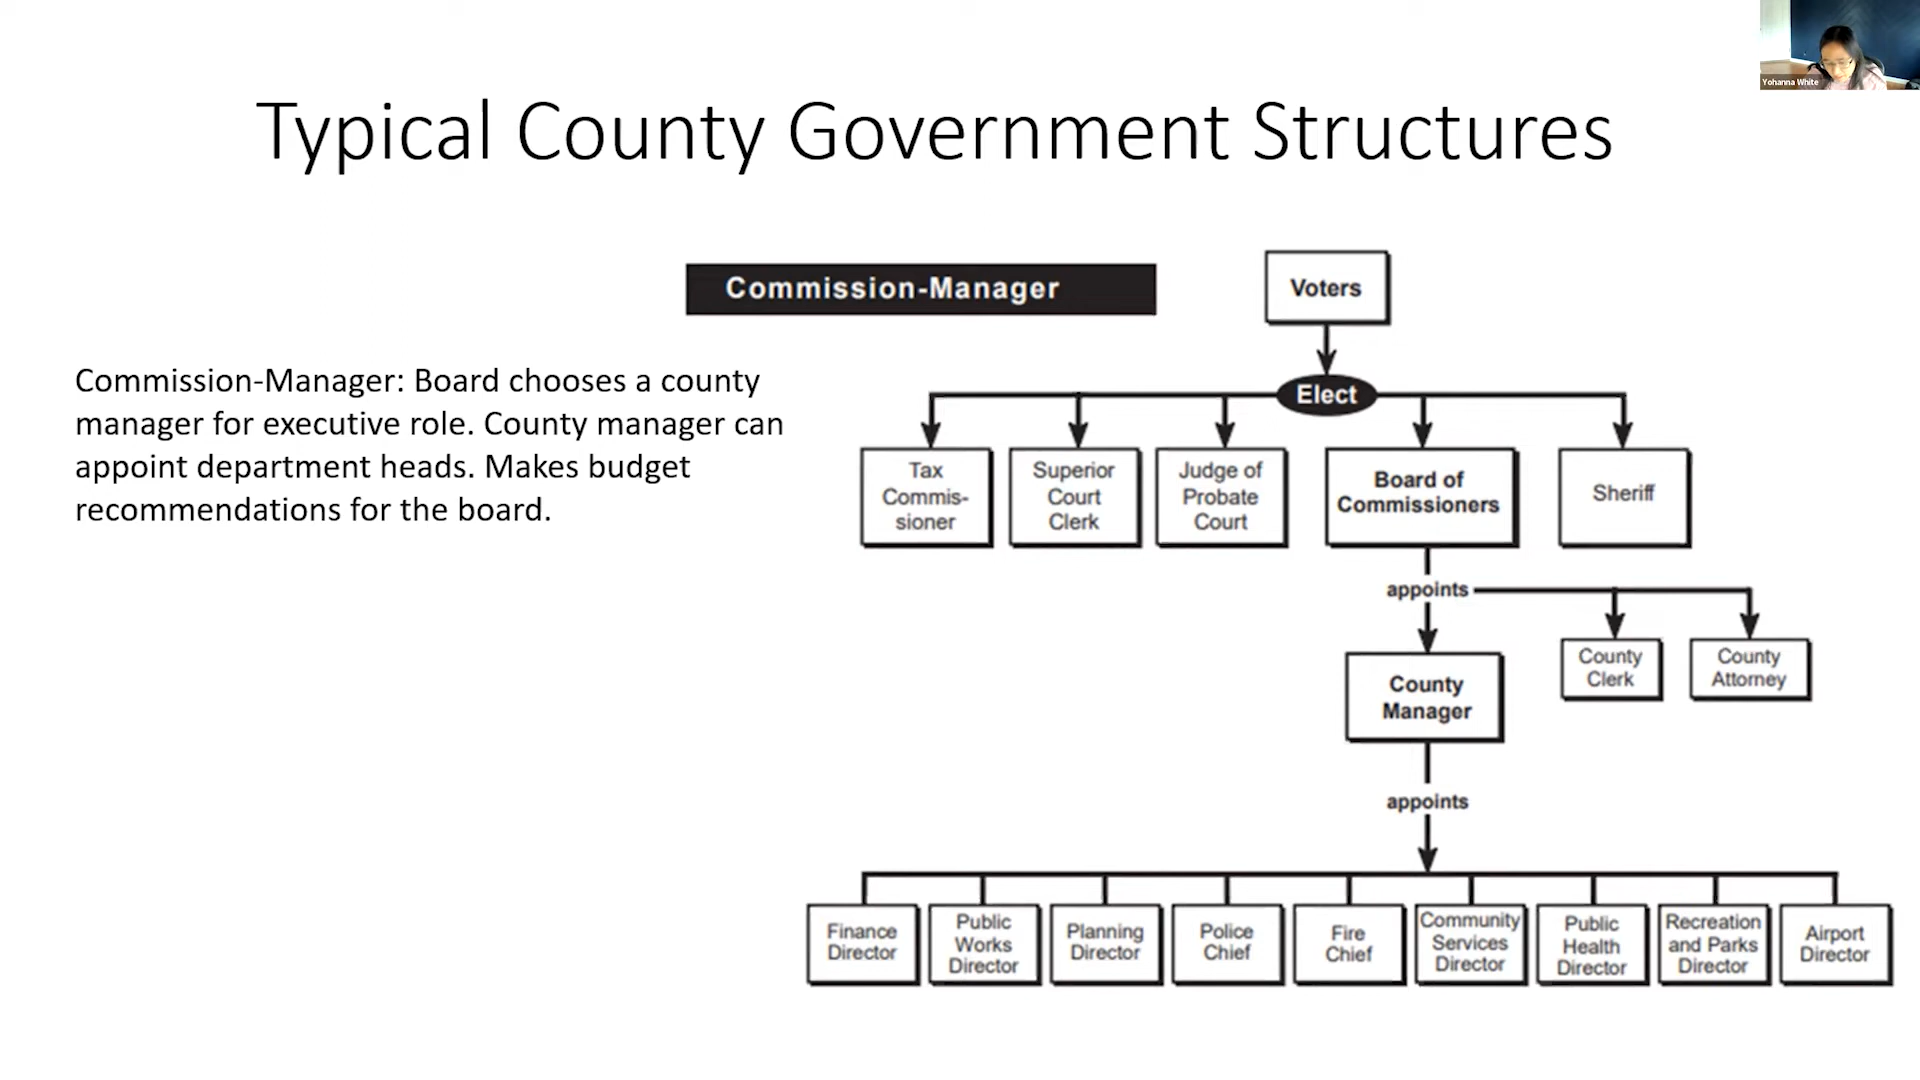 Yohanna White
Typical County Government Structures
Commission-Manager
Voters
Commission-Manager: Board chooses a county
manager for executive role. County manager can
appoint department heads. Makes budget
recommendations for the board.
Elect
Tax
Commis-
sioner
Superior
Court
Clerk
Judge of
Probate
Court
Board of
Commissioners
Sheriff
appoints
County
Clerk
County
Attorney
County
Manager
appoints
Finance
Director
Public
Works
Director
Planning
Director
Police
Chief
Fire
Chief
Community
Services
Director
Public
Health
Director
Recreation
and Parks
Director
Airport
Director